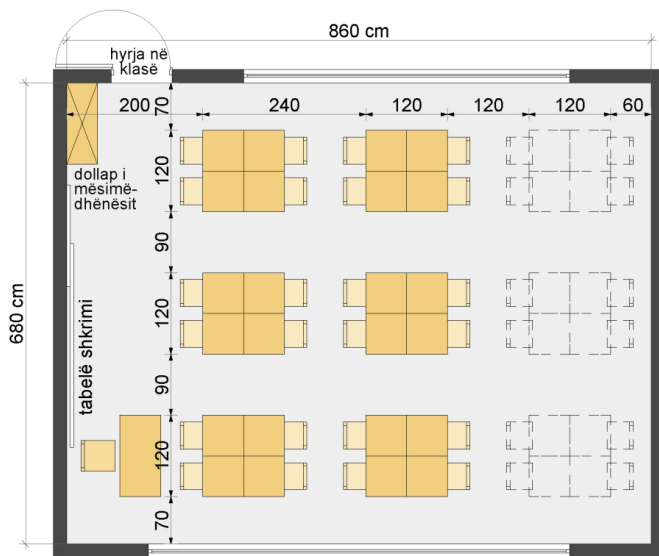 860 cm
hyrja në
klasë
200
240
120
120
120
60
70
120
90
120
90
120
70
680 cm
dollap i
mësimë-
dhënësit
tabelë shkrimi